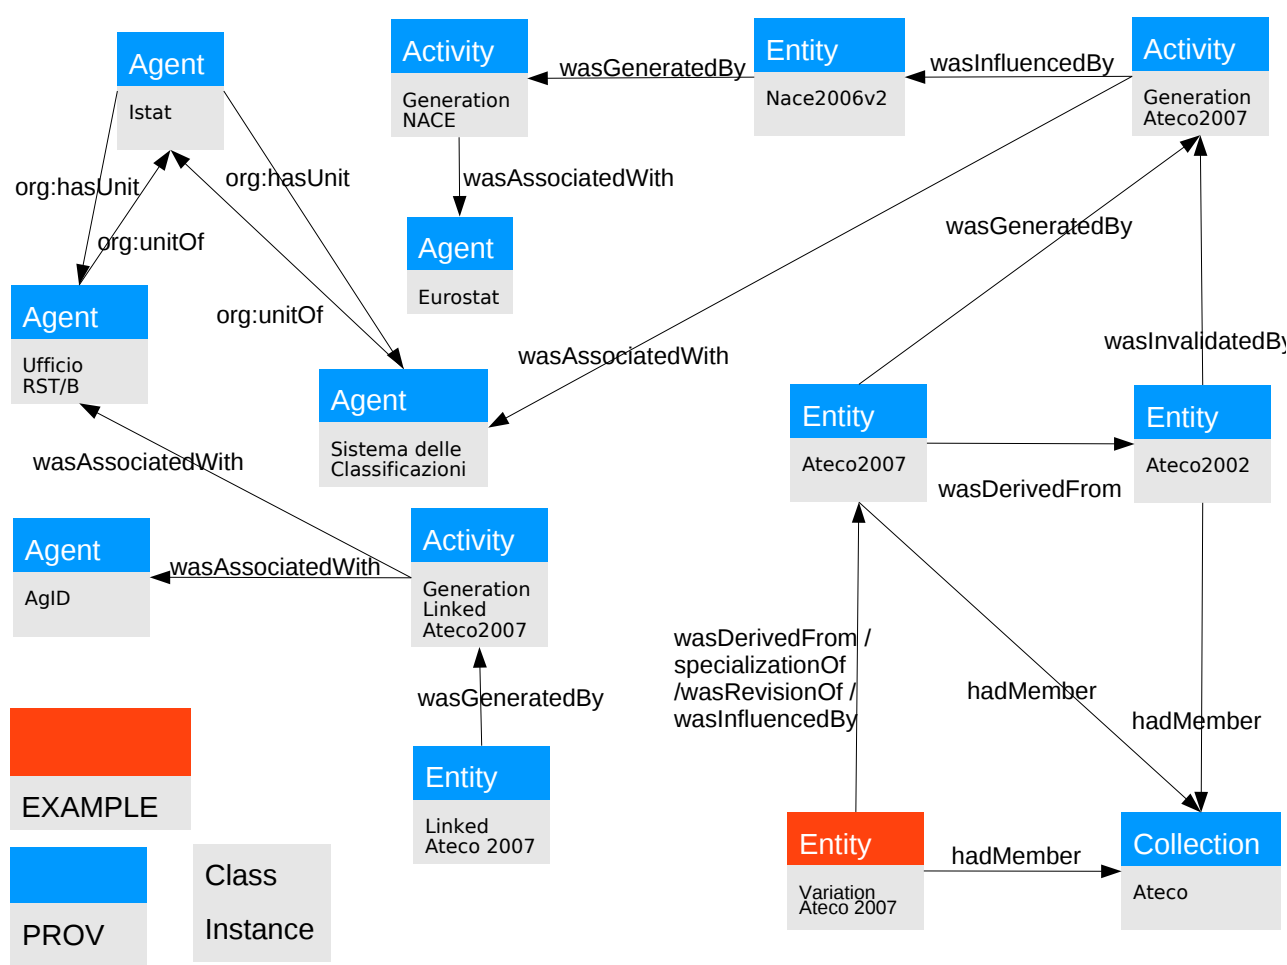 Agent
Istat
Activity
Generation
NACE
wasGeneratedBy
Entity
Nace2006v2
wasInfluencedBy
Activity
Generation
Ateco2007
org:hasUnit
org:hasUnit
org:unitOf
org:unitOf
wasAssociatedWith
Agent
Eurostat
wasGeneratedBy
Agent
Ufficio
RST/B
wasInvalidatedBy
wasAssociatedWith
Agent
Sistema delle
Classificazioni
Entity
Ateco2007
Entity
Ateco2002
wasDerivedFrom
wasAssociatedWith
Agent
AgID
wasAssociatedWith
Activity
Generation
Linked
Ateco2007
wasGeneratedBy
Entity
Linked
Ateco 2007
wasDerivedFrom /
specializationOf
/wasRevisionOf /
wasInfluencedBy
hadMember
hadMember
Entity
Variation
Ateco 2007
hadMember
Collection
Ateco
EXAMPLE
PROV
Class
Instance